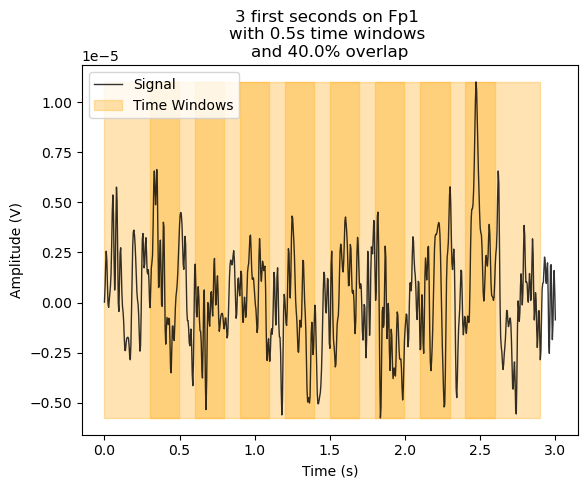 3 first seconds on Fp1
with 0.5s time windows
and 40.0% overlap
1e−5
Signal
Time Windows
1.00
0.75
0.50
0.25
0.00
−0.25
−0.50
Amplitude (V)
0.0 0.5 1.0 1.5 2.0 2.5 3.0
Time (s)